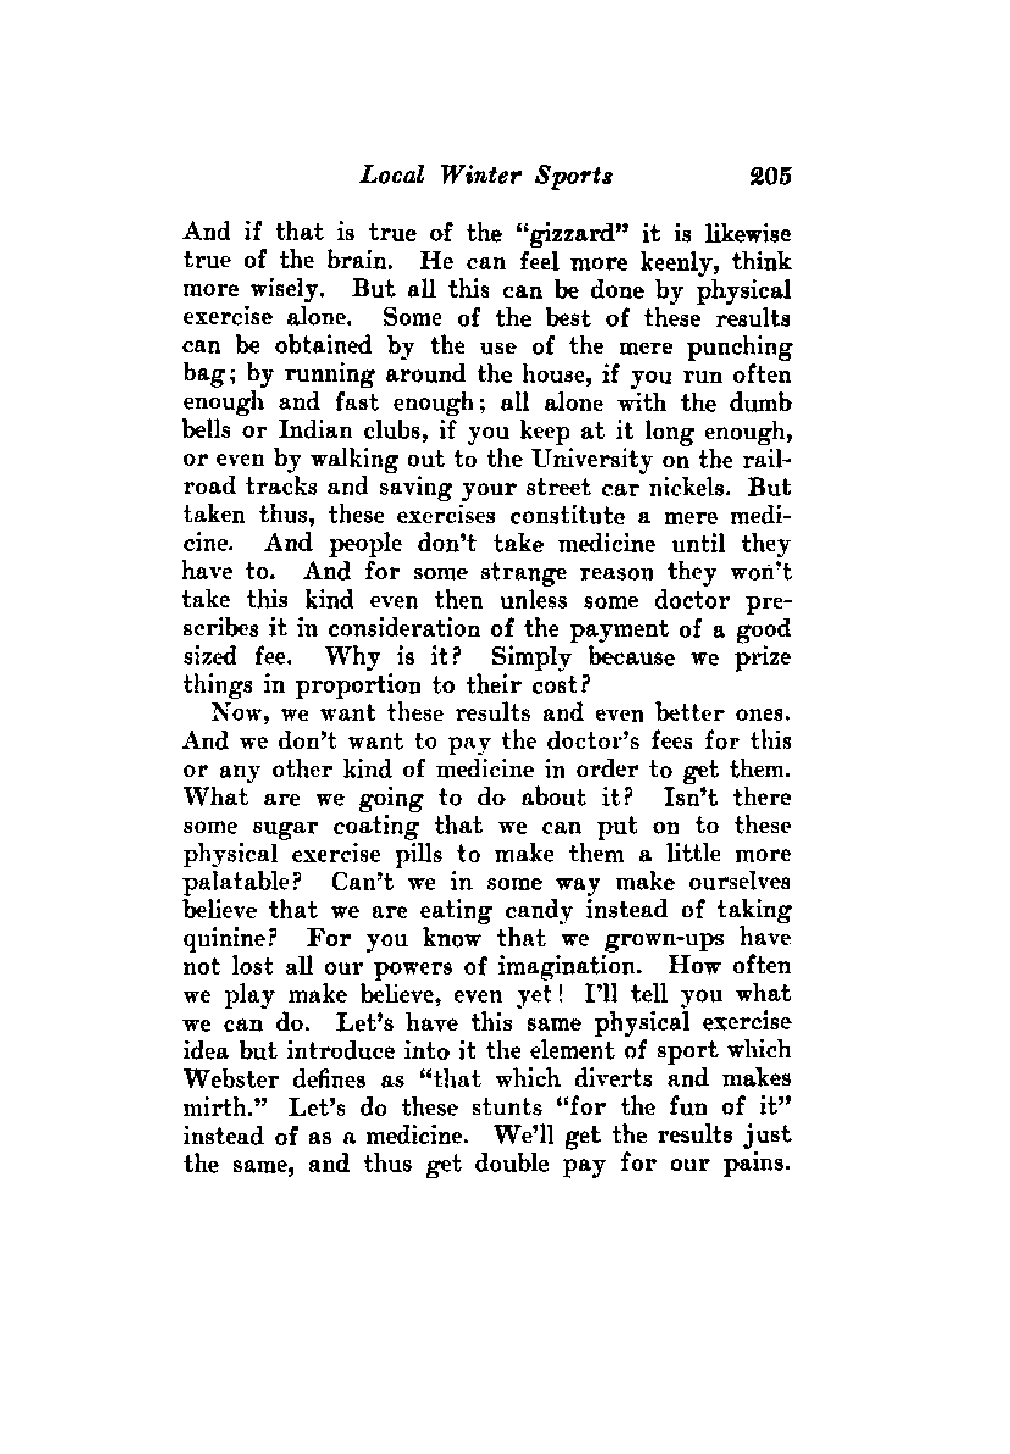 Local Winter Sports 205
And if that is true of the "gizzard" it is likewise
true of the brain. He can feel more keenly, think
more wisely. But all this can be done by physical
exercise alone. Some of the best of these results
can be obtained by the use of the mere punching
bag; by running around the house, if you run often
enough and fast enough; all alone with the dumb
bells or Indian clubs, if you keep at it long enough,
or even by walking out to the University on the rail-
road tracks and saving your street car nickels. But
taken thus, these exercises constitute a mere medi-
cine. And people don't take medicine until they
have to. And for some strange reason they won't
take this kind even then unless some doctor pre-
scribes it in consideration of the payment of a good
sized fee. Why is it? Simply because we prize
things in proportion to their cost?
Now, we want these results and even better ones.
And we don't want to pay the doctor's fees for this
or any other kind of medicine in order to get them.
What are we going to do about it? Isn't there
some sugar coating that we can put on to these
physical exercise pills to make them a little more
palatable? Can't we in some way make ourselves
believe that we are eating candy instead of taking
quinine? For you know that we grown-ups have
not lost all our powers of imagination. How often
we play make believe, even yet! I'll tell you what
we can do. Let's have this same physical exercise
idea but introduce into it the element of sport which
Webster defines as "that which diverts and makes
mirth." Let's do these stunts "for the fun of it"
instead of as a medicine. We'll get the results just
the same, and thus get double pay for our pains.